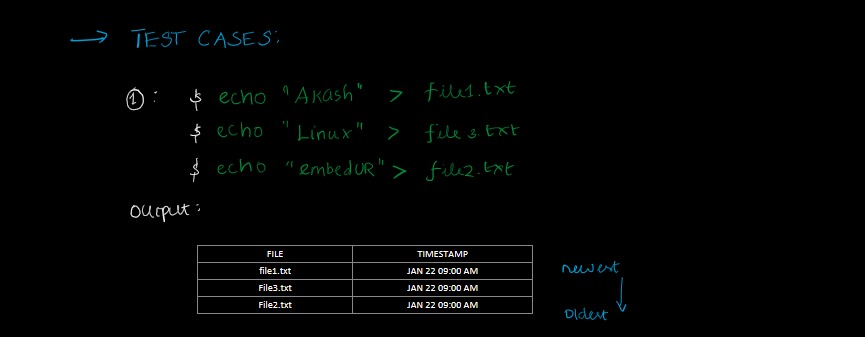 → TEST CASES:
①: $ echo "Akash" > file1.txt
$ echo "Linux" > file3.txt
$ echo "embedUR" > file2.txt
output:
FILE TIMESTAMP
file1.txt JAN 22 09:00 AM
File3.txt JAN 22 09:00 AM
File2.txt JAN 22 09:00 AM
newest
Oldest